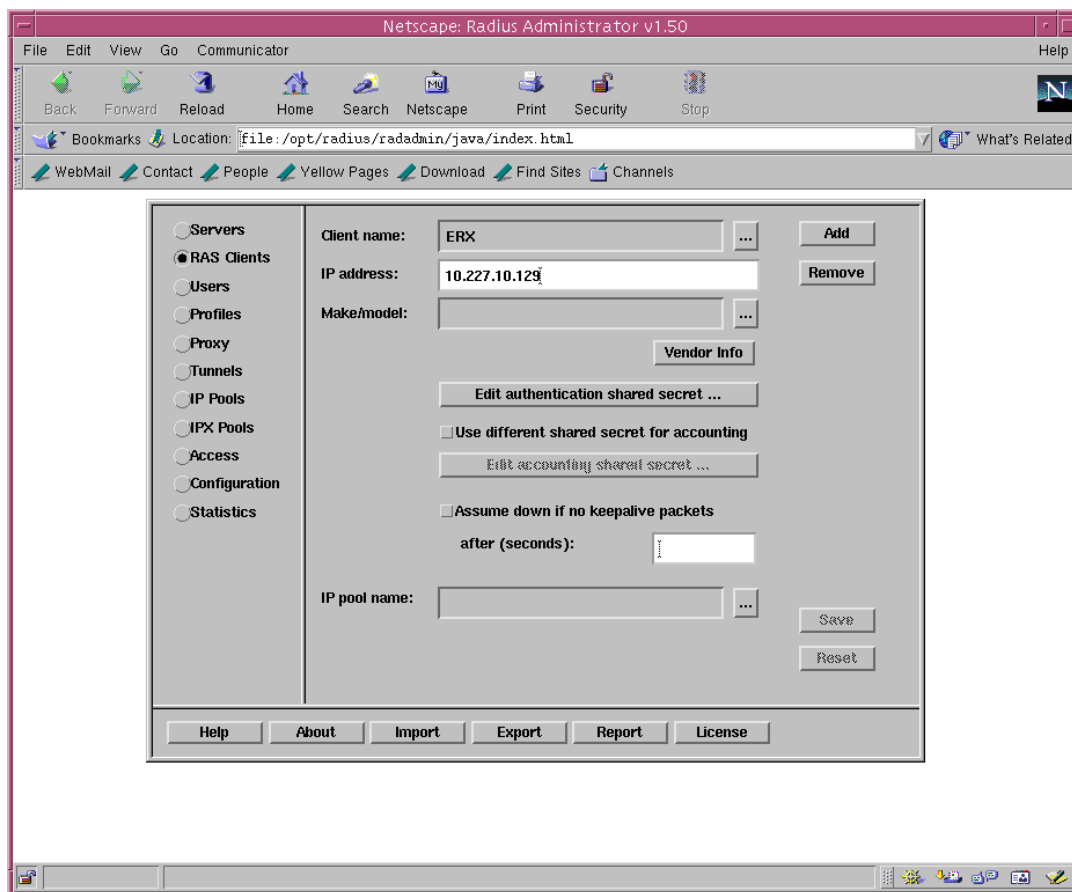 Netscape: Radius Administrator v1.50
File Edit View Go Communicator Help
Back Forward Reload Home Search Netscape Print Security Stop
My
N
Bookmarks Location: file:/opt/radius/radadmin/java/index.html What's Related
WebMail Contact People Yellow Pages Download Find Sites Channels
Servers
RAS Clients
Users
Profiles
Proxy
Tunnels
IP Pools
IPX Pools
Access
Configuration
Statistics
Client name: ERX ... Add
IP address: 10.227.10.129 Remove
Make/model: ...
Vendor Info
Edit authentication shared secret ...
Use different shared secret for accounting
Edit accounting shared secret ...
Assume down if no keepalive packets
after (seconds):
IP pool name: ...
Save
Reset
Help About Import Export Report License